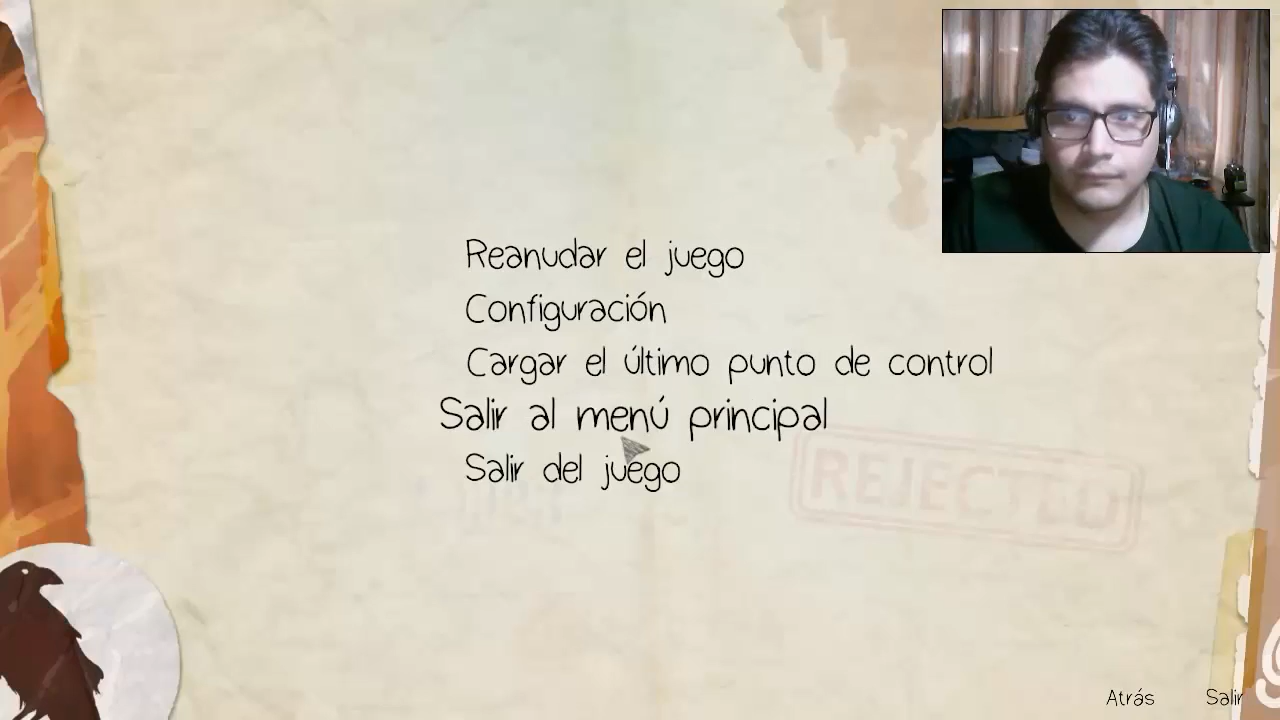 Reanudar el juego
Configuración
Cargar el último punto de control
Salir al menú principal
Salir del juego
REJECTED
Atrás Salir